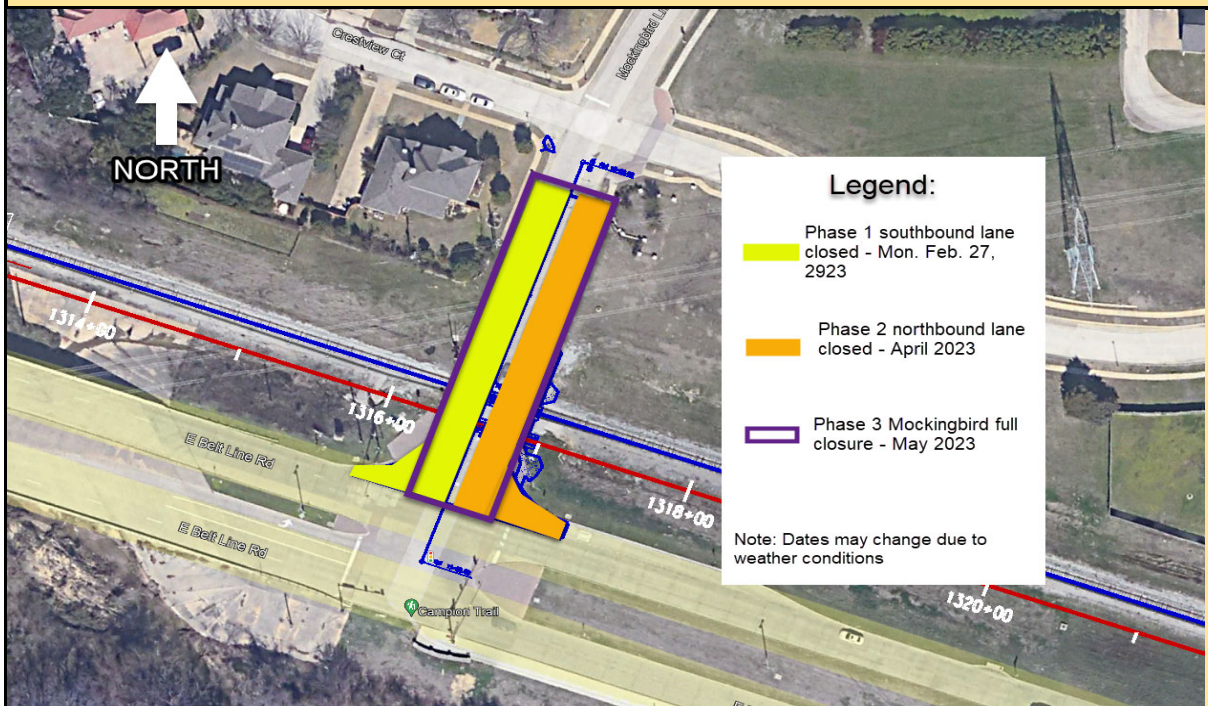 Crestview Ct
NORTH
Legend:
Phase 1 southbound lane
closed - Mon. Feb. 27,
2923
Phase 2 northbound lane
closed - April 2023
Phase 3 Mockingbird full
closure - May 2023
Note: Dates may change due to
weather conditions
Mockingbird
1314+00
1316+00
1318+00
1320+00
E Belt Line Rd
E Belt Line Rd
Campion Trail